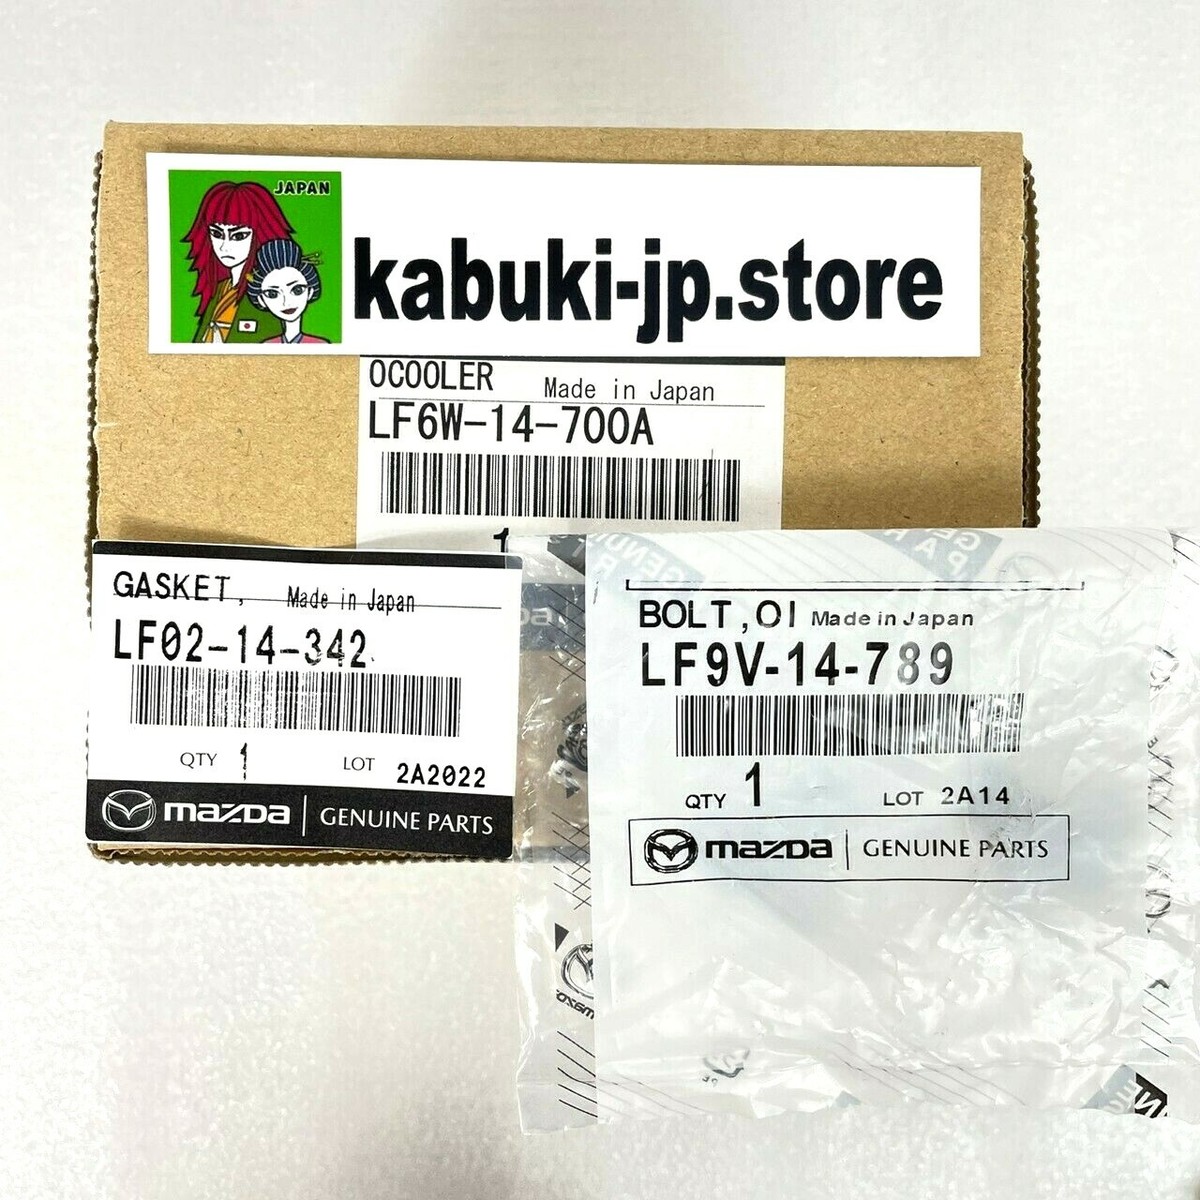 JAPAN
kabuki-jp.store
OCOOLER Made in Japan
LF6W-14-700A
1
GASKET, Made in Japan
LF02-14-342
QTY 1 LOT 2A2022
mazda GENUINE PARTS
BOLT,OI Made in Japan
LF9V-14-789
QTY 1 LOT 2A14
mazda GENUINE PARTS